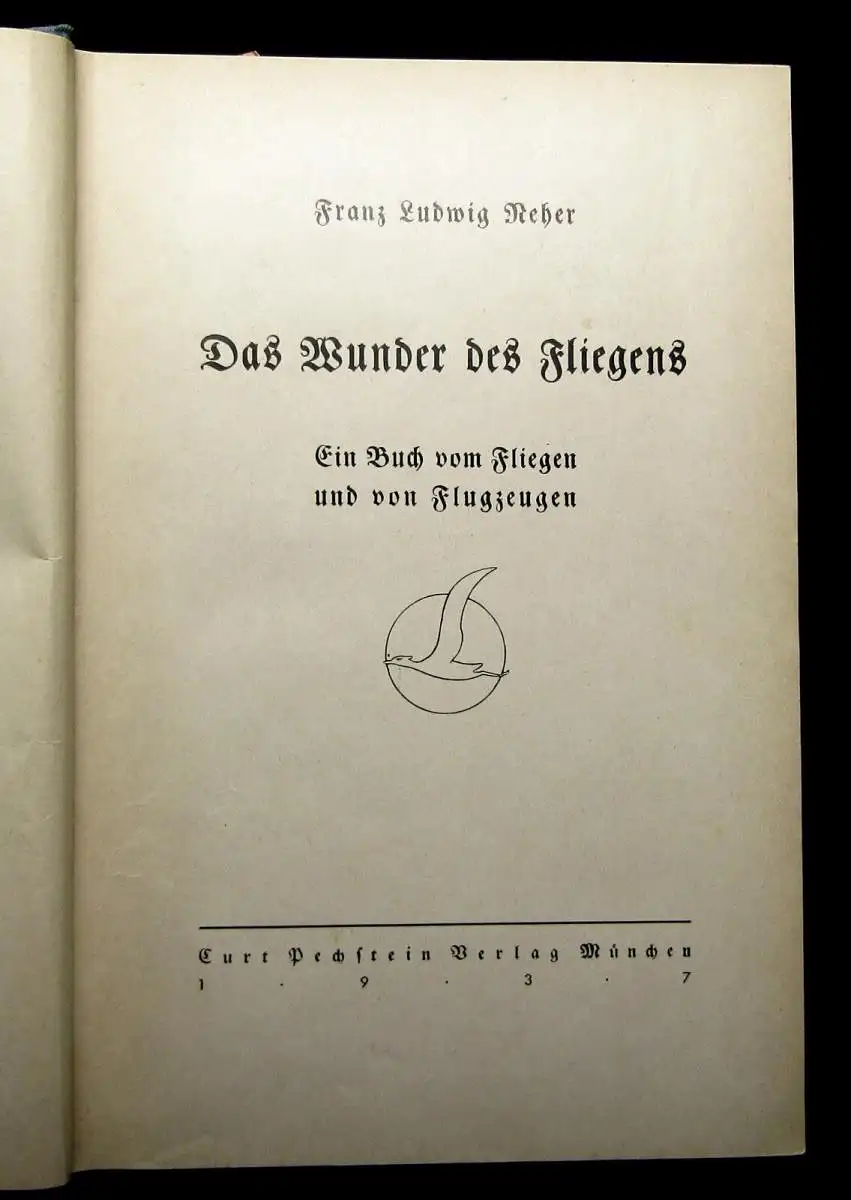 Franz Ludwig Neher
Das Wunder des Fliegens
Ein Buch vom Fliegen
und von Flugzeugen
Curt Pechstein Verlag München
1 . 9 . 3 . 7